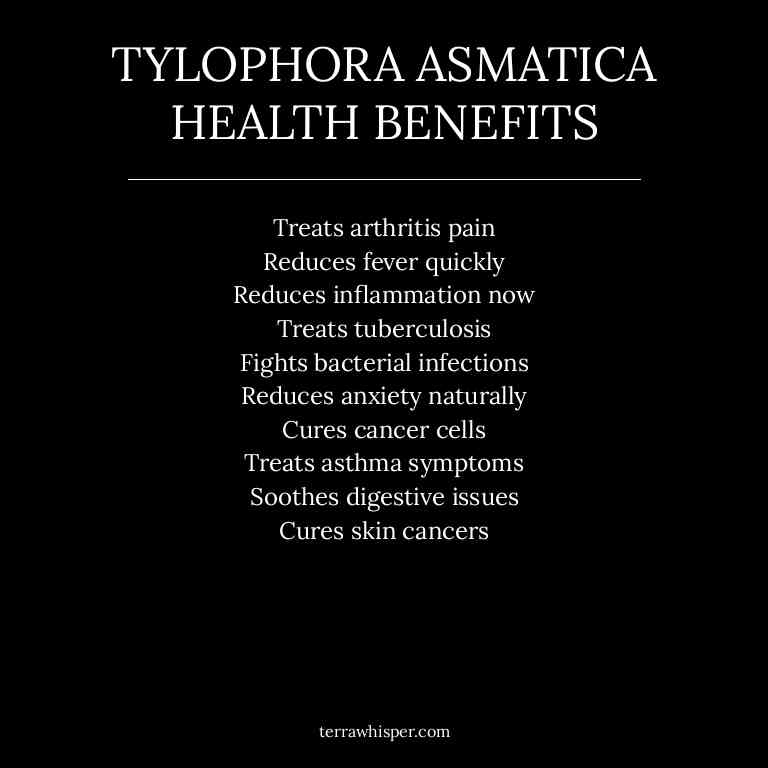 TYLOPHORA ASMATICA
HEALTH BENEFITS
Treats arthritis pain
Reduces fever quickly
Reduces inflammation now
Treats tuberculosis
Fights bacterial infections
Reduces anxiety naturally
Cures cancer cells
Treats asthma symptoms
Soothes digestive issues
Cures skin cancers
terrawhisper.com